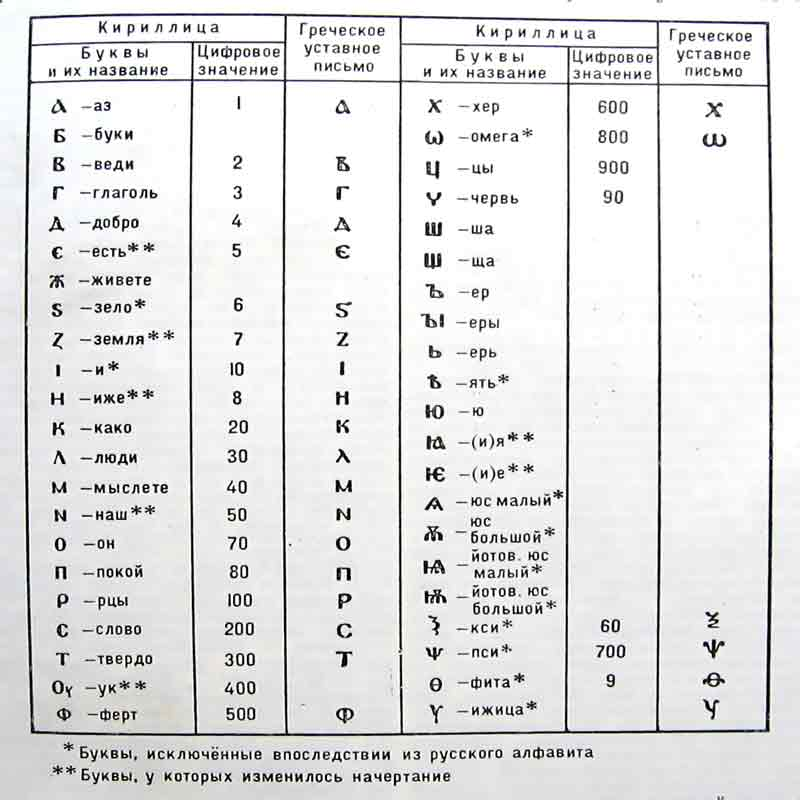 Кириллица Греческое уставное письмо Кириллица Греческое уставное письмо
Буквы и их название Цифровое значение Буквы и их название Цифровое значение
Ѧ –аз 1 Ѧ Х –хер 600 Х
Б –буки Ѡ –омега* 800 Ѡ
В –веди 2 В Ц –цы 900
Г –глаголь 3 Г Ч –червь 90
Д –добро 4 Д Ш –ша
Є –есть** 5 Є Щ –ща
Ж –живете Ъ –ер
Ѕ –зело* 6 Ѕ ЪІ –еры
Ζ –земля** 7 Ζ Ь –ерь
І –и* 10 І Ѣ –ять*
Н –иже** 8 Н Ю –ю
К –како 20 К Ꙗ –(и)я**
Л –люди 30 λ Ѥ –(и)е**
М –мыслете 40 М Ѧ –юс малый*
N –наш** 50 N Ѫ –юс большой*
О –он 70 О Ѩ –йотов. юс малый*
П –покой 80 П Ѭ –йотов. юс большой*
Р –рцы 100 Р Ѯ –кси* 60 Ѯ
С –слово 200 С Ѱ –пси* 700 Ѱ
Т –твердо 300 Т Ѳ –фита* 9 Ѳ
Оу –ук** 400 Ѵ –ижица* У
Ф –ферт 500 Ф
* Буквы, исключённые впоследствии из русского алфавита
** Буквы, у которых изменилось начертание